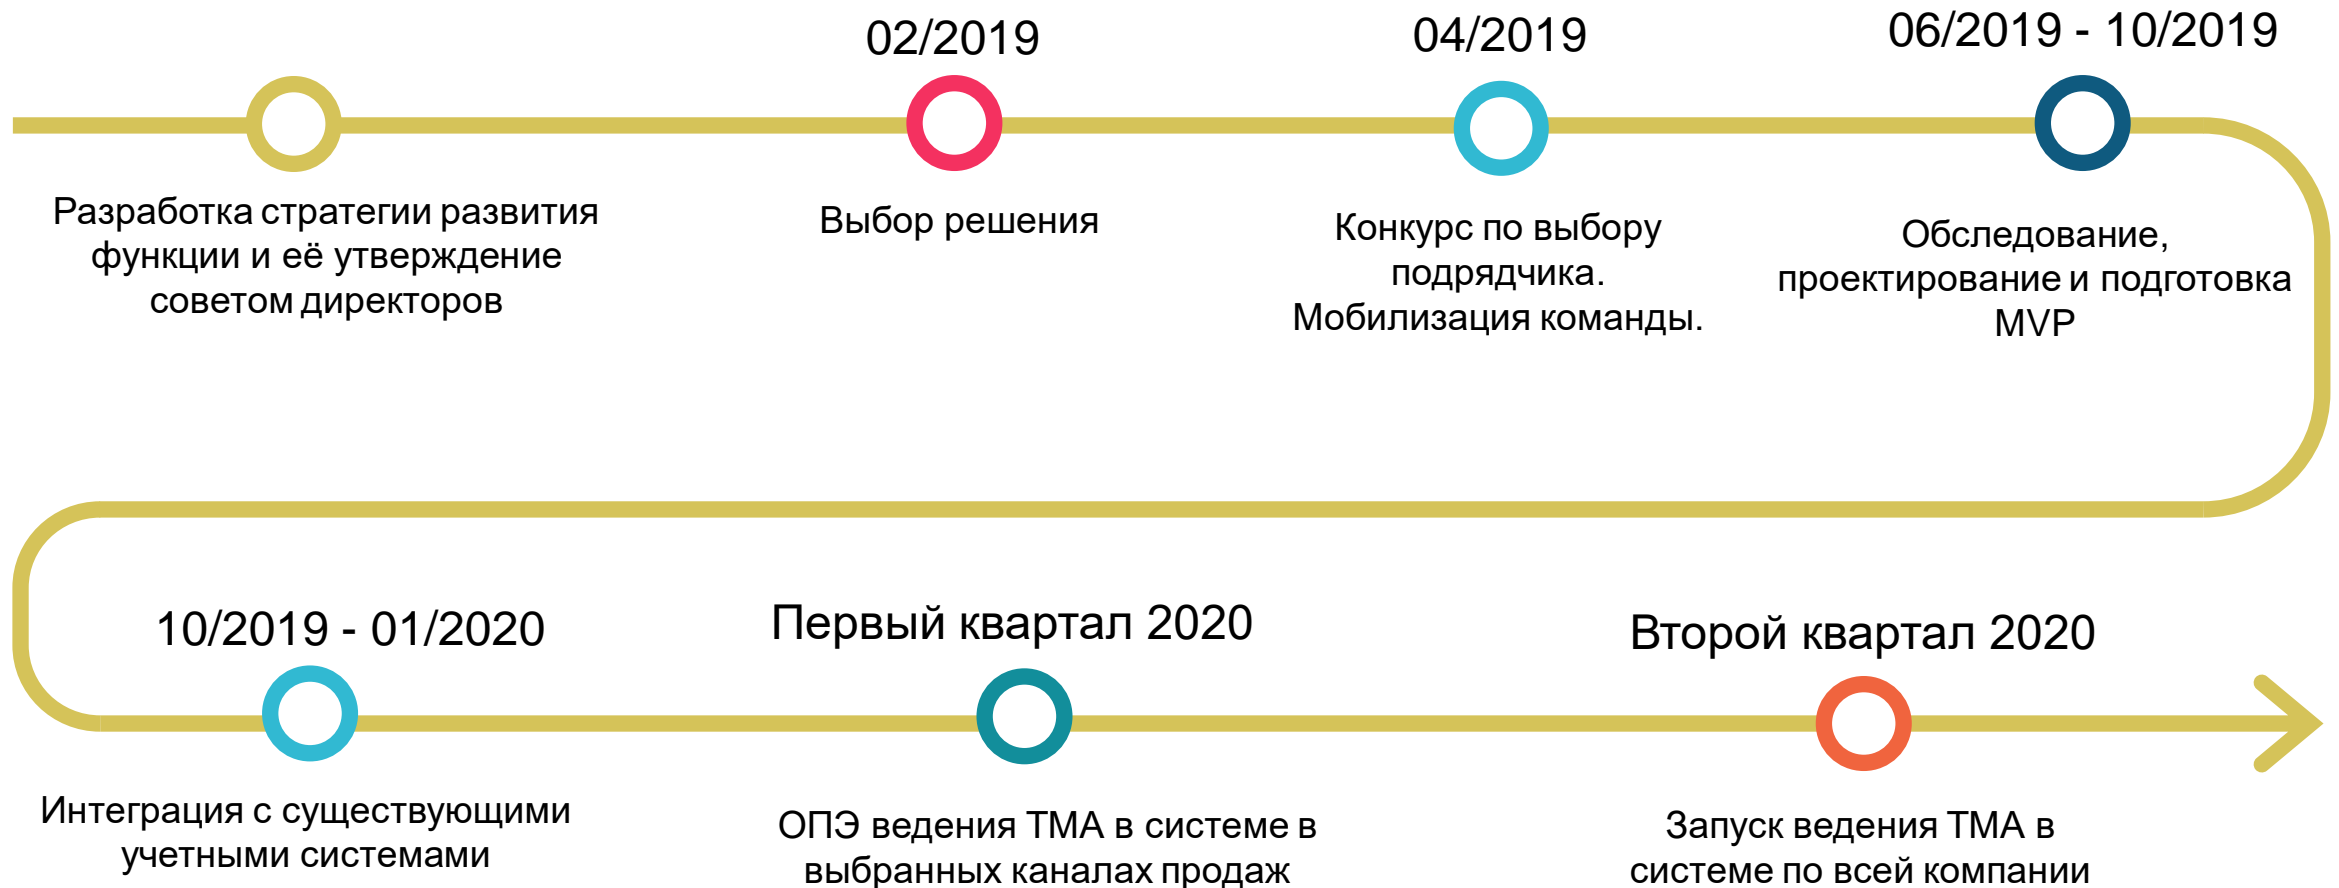 02/2019
04/2019
06/2019 - 10/2019
Разработка стратегии развития
функции и её утверждение
советом директоров
Выбор решения
Конкурс по выбору
подрядчика.
Мобилизация команды.
Обследование,
проектирование и подготовка
MVP
10/2019 - 01/2020
Первый квартал 2020
Второй квартал 2020
Интеграция с существующими
учетными системами
ОПЭ ведения ТМА в системе в
выбранных каналах продаж
Запуск ведения ТМА в
системе по всей компании